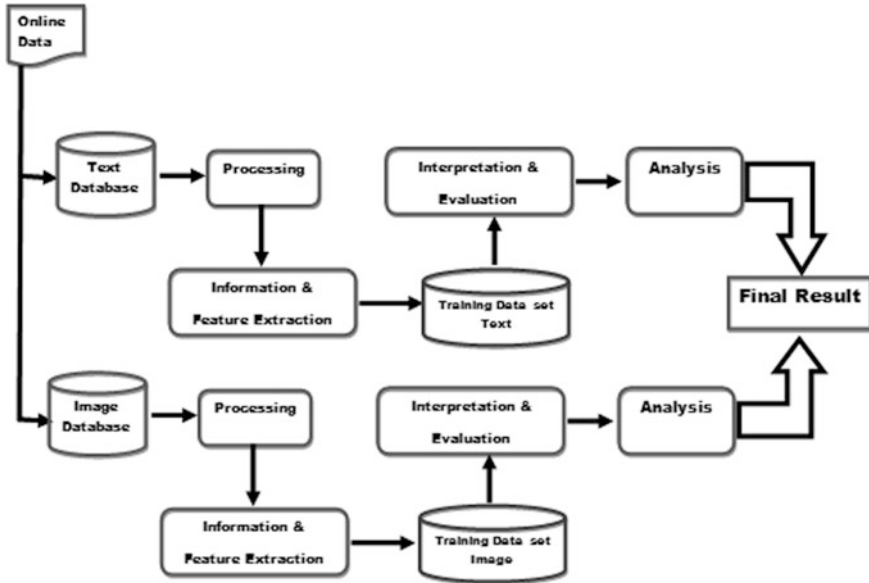 Online
Data
Text
Database
Processing
Information &
Feature Extraction
Training Data set
Text
Interpretation &
Evaluation
Analysis
Final Result
Image
Database
Processing
Information &
Feature Extraction
Training Data set
Image
Interpretation &
Evaluation
Analysis